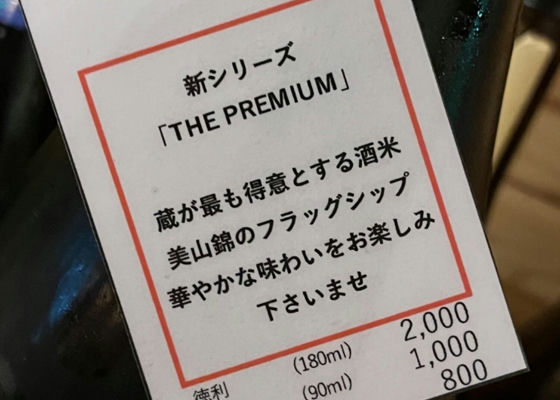 新シリーズ
「THE PREMIUM」
蔵が最も得意とする酒米
美山錦のフラッグシップ
華やかな味わいをお楽しみ
下さいませ
2,000
徳利 (180ml) 1,000
(90ml) 800